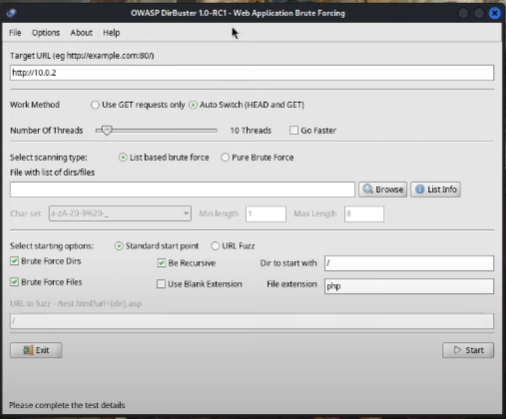 OWASP DirBuster 1.0-RC1 - Web Application Brute Forcing
File Options About Help
Target URL (eg http://example.com:80/)
http://10.0.2
Work Method Use GET requests only Auto Switch (HEAD and GET)
Number Of Threads 10 Threads Go Faster
Select scanning type: List based brute force Pure Brute Force
File with list of dirs/files
Browse List Info
Char set a-zA-Z0-9%20-_ Min length 1 Max Length 8
Select starting options: Standard start point URL Fuzz
Brute Force Dirs Be Recursive Dir to start with /
Brute Force Files Use Blank Extension File extension php
URL to fuzz - /test.html?url={dir}.asp
/
Exit Start
Please complete the test details